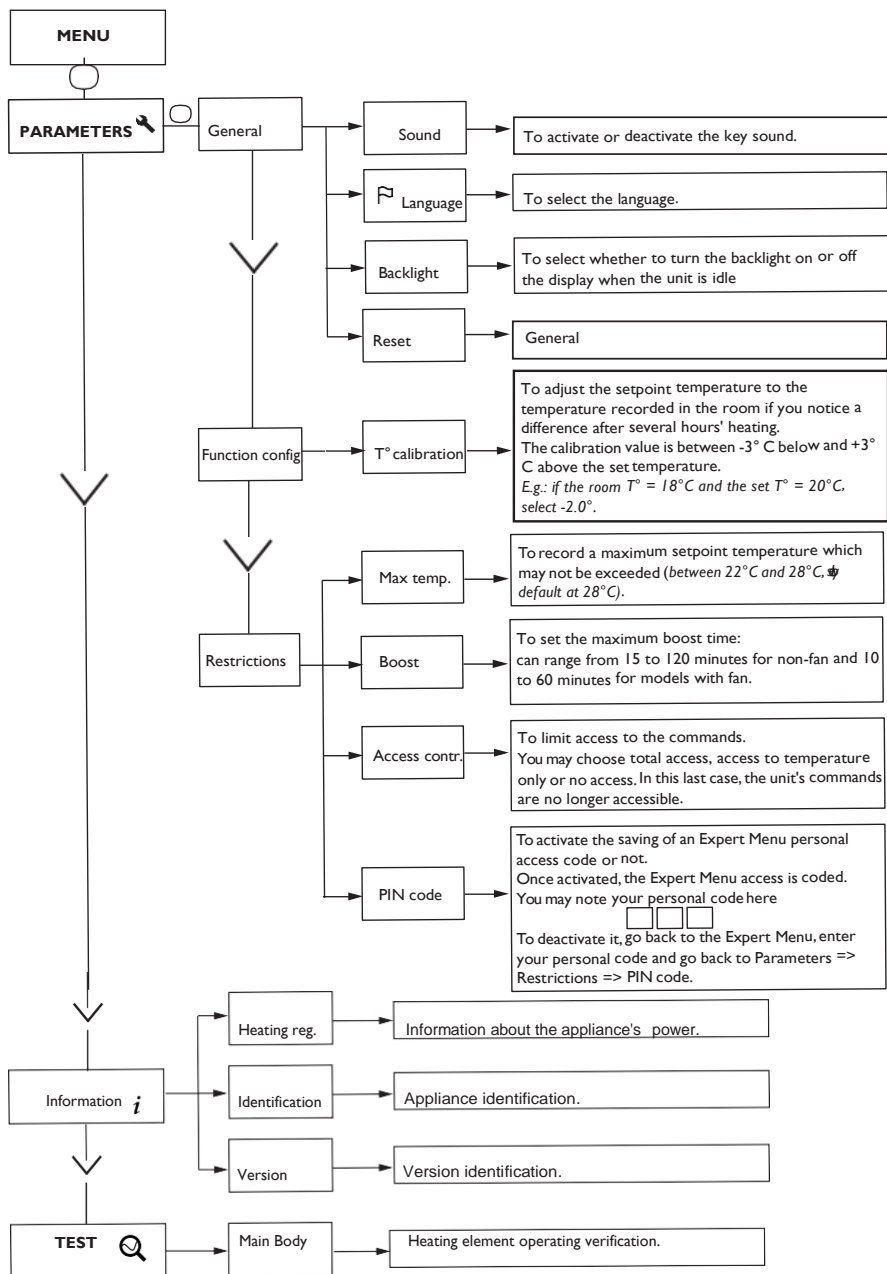 MENU
PARAMETERS
General
Sound
To activate or deactivate the key sound.
Language
To select the language.
Backlight
To select whether to turn the backlight on or off
the display when the unit is idle
Reset
General
Function config
T° calibration
To adjust the setpoint temperature to the
temperature recorded in the room if you notice a
difference after several hours' heating.
The calibration value is between -3° C below and +3°
C above the set temperature.
E.g.: if the room T° = 18°C and the set T° = 20°C,
select -2.0°.
Restrictions
Max temp.
To record a maximum setpoint temperature which
may not be exceeded (between 22°C and 28°C,
default at 28°C).
Boost
To set the maximum boost time:
can range from 15 to 120 minutes for non-fan and 10
to 60 minutes for models with fan.
Access contr.
To limit access to the commands.
You may choose total access, access to temperature
only or no access. In this last case, the unit's commands
are no longer accessible.
PIN code
To activate the saving of an Expert Menu personal
access code or not.
Once activated, the Expert Menu access is coded.
You may note your personal code here
To deactivate it, go back to the Expert Menu, enter
your personal code and go back to Parameters =>
Restrictions => PIN code.
Information i
Heating reg.
Information about the appliance's power.
Identification
Appliance identification.
Version
Version identification.
TEST
Main Body
Heating element operating verification.